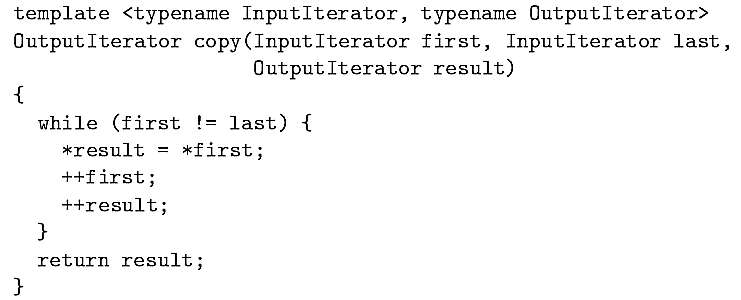 template <typename InputIterator, typename OutputIterator>
OutputIterator copy(InputIterator first, InputIterator last,
                    OutputIterator result)
{
  while (first != last) {
    *result = *first;
    ++first;
    ++result;
  }
  return result;
}